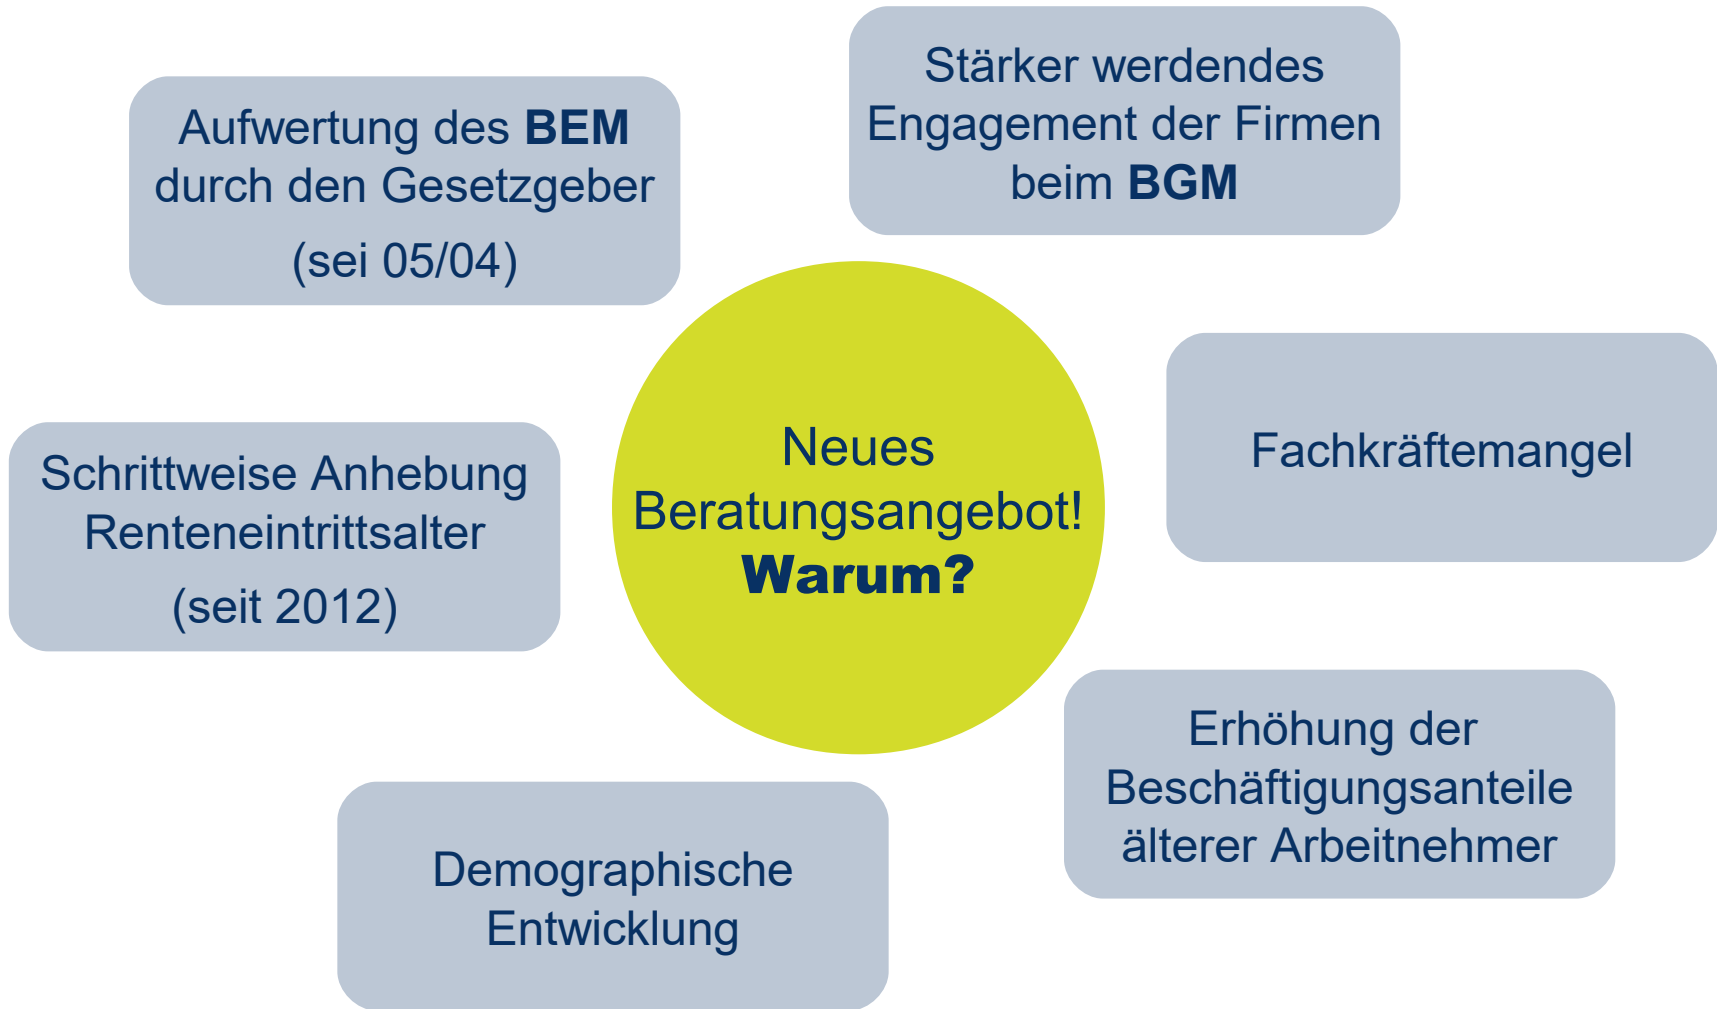 Aufwertung des BEM
durch den Gesetzgeber
(sei 05/04)
Stärker werdendes
Engagement der Firmen
beim BGM
Schrittweise Anhebung
Renteneintrittsalter
(seit 2012)
Neues
Beratungsangebot!
Warum?
Fachkräftemangel
Erhöhung der
Beschäftigungsanteile
älterer Arbeitnehmer
Demographische
Entwicklung